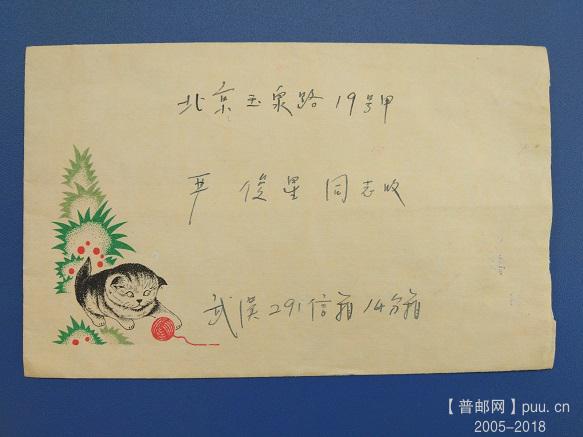 北京玉泉路19号甲
严俊星同志收
武漢291信箱14分箱
【普邮网】puu.cn
2005-2018